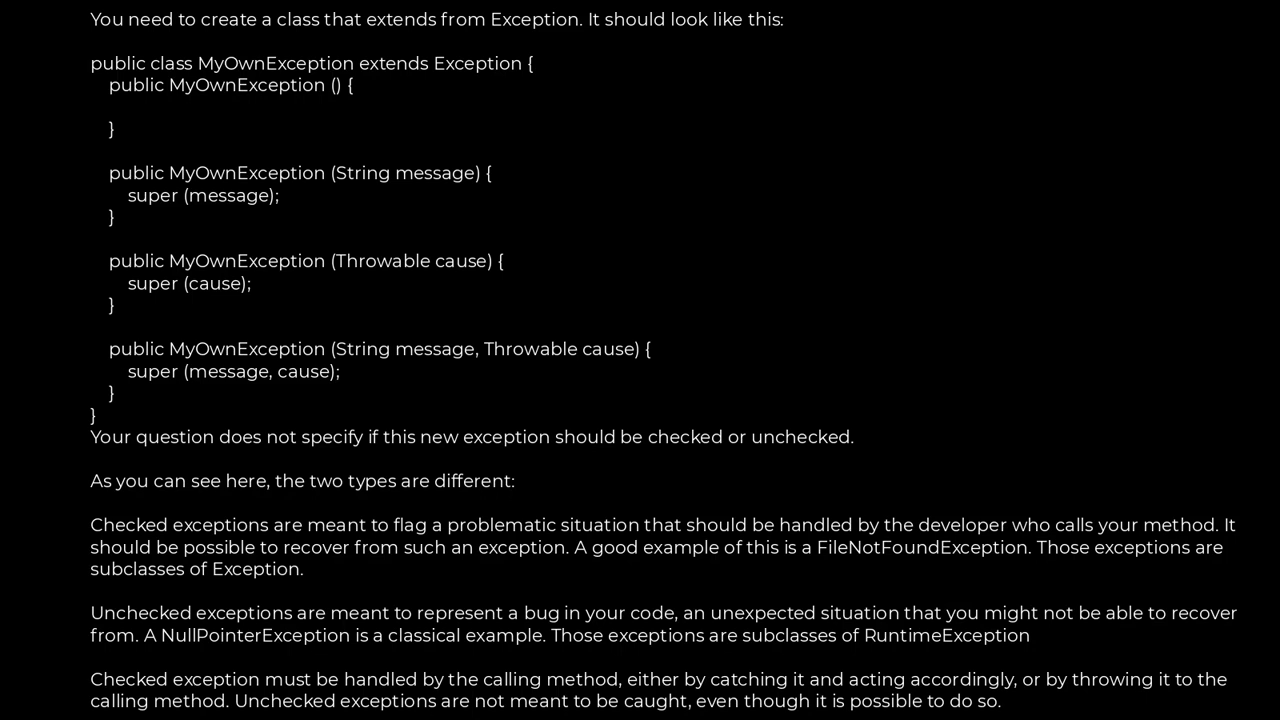 You need to create a class that extends from Exception. It should look like this:
public class MyOwnException extends Exception {
public MyOwnException () {
}
public MyOwnException (String message) {
super (message);
}
public MyOwnException (Throwable cause) {
super (cause);
}
public MyOwnException (String message, Throwable cause) {
super (message, cause);
}
}
Your question does not specify if this new exception should be checked or unchecked.
As you can see here, the two types are different:
Checked exceptions are meant to flag a problematic situation that should be handled by the developer who calls your method. It
should be possible to recover from such an exception. A good example of this is a FileNotFoundException. Those exceptions are
subclasses of Exception.
Unchecked exceptions are meant to represent a bug in your code, an unexpected situation that you might not be able to recover
from. A NullPointerException is a classical example. Those exceptions are subclasses of RuntimeException
Checked exception must be handled by the calling method, either by catching it and acting accordingly, or by throwing it to the
calling method. Unchecked exceptions are not meant to be caught, even though it is possible to do so.